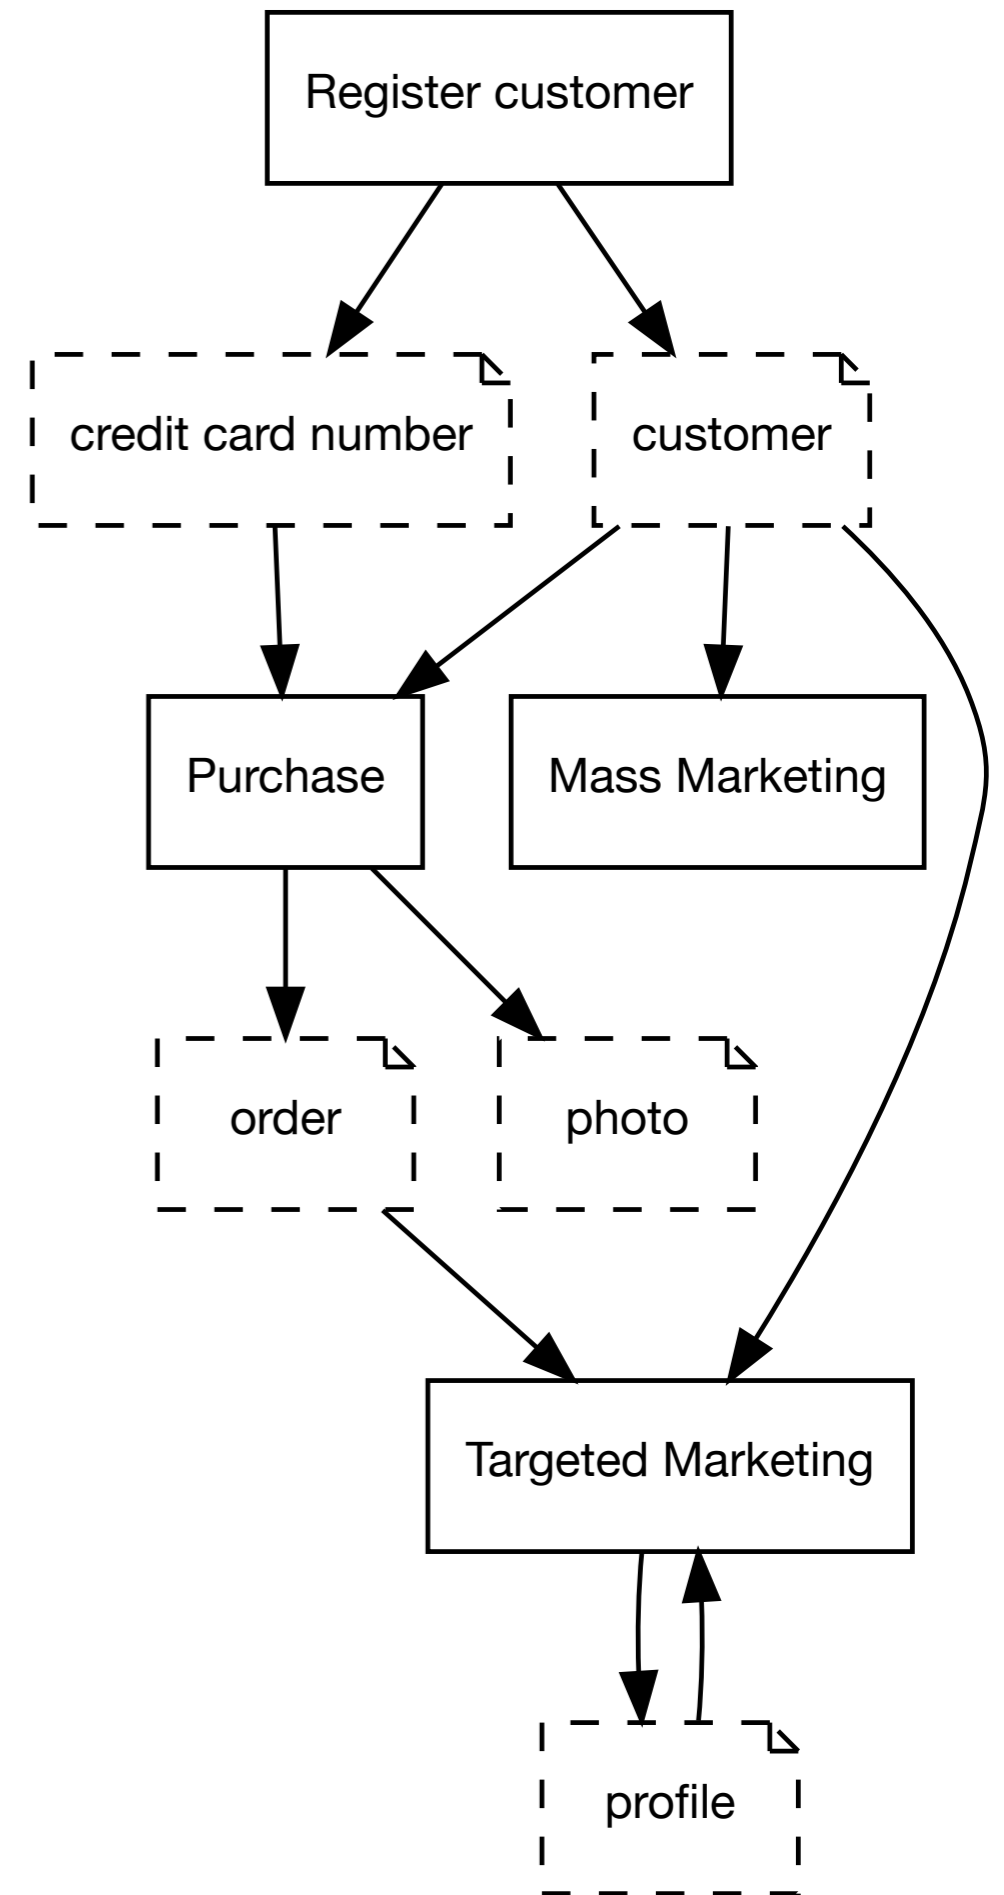 Register customer
credit card number
customer
Purchase
Mass Marketing
order
photo
Targeted Marketing
profile